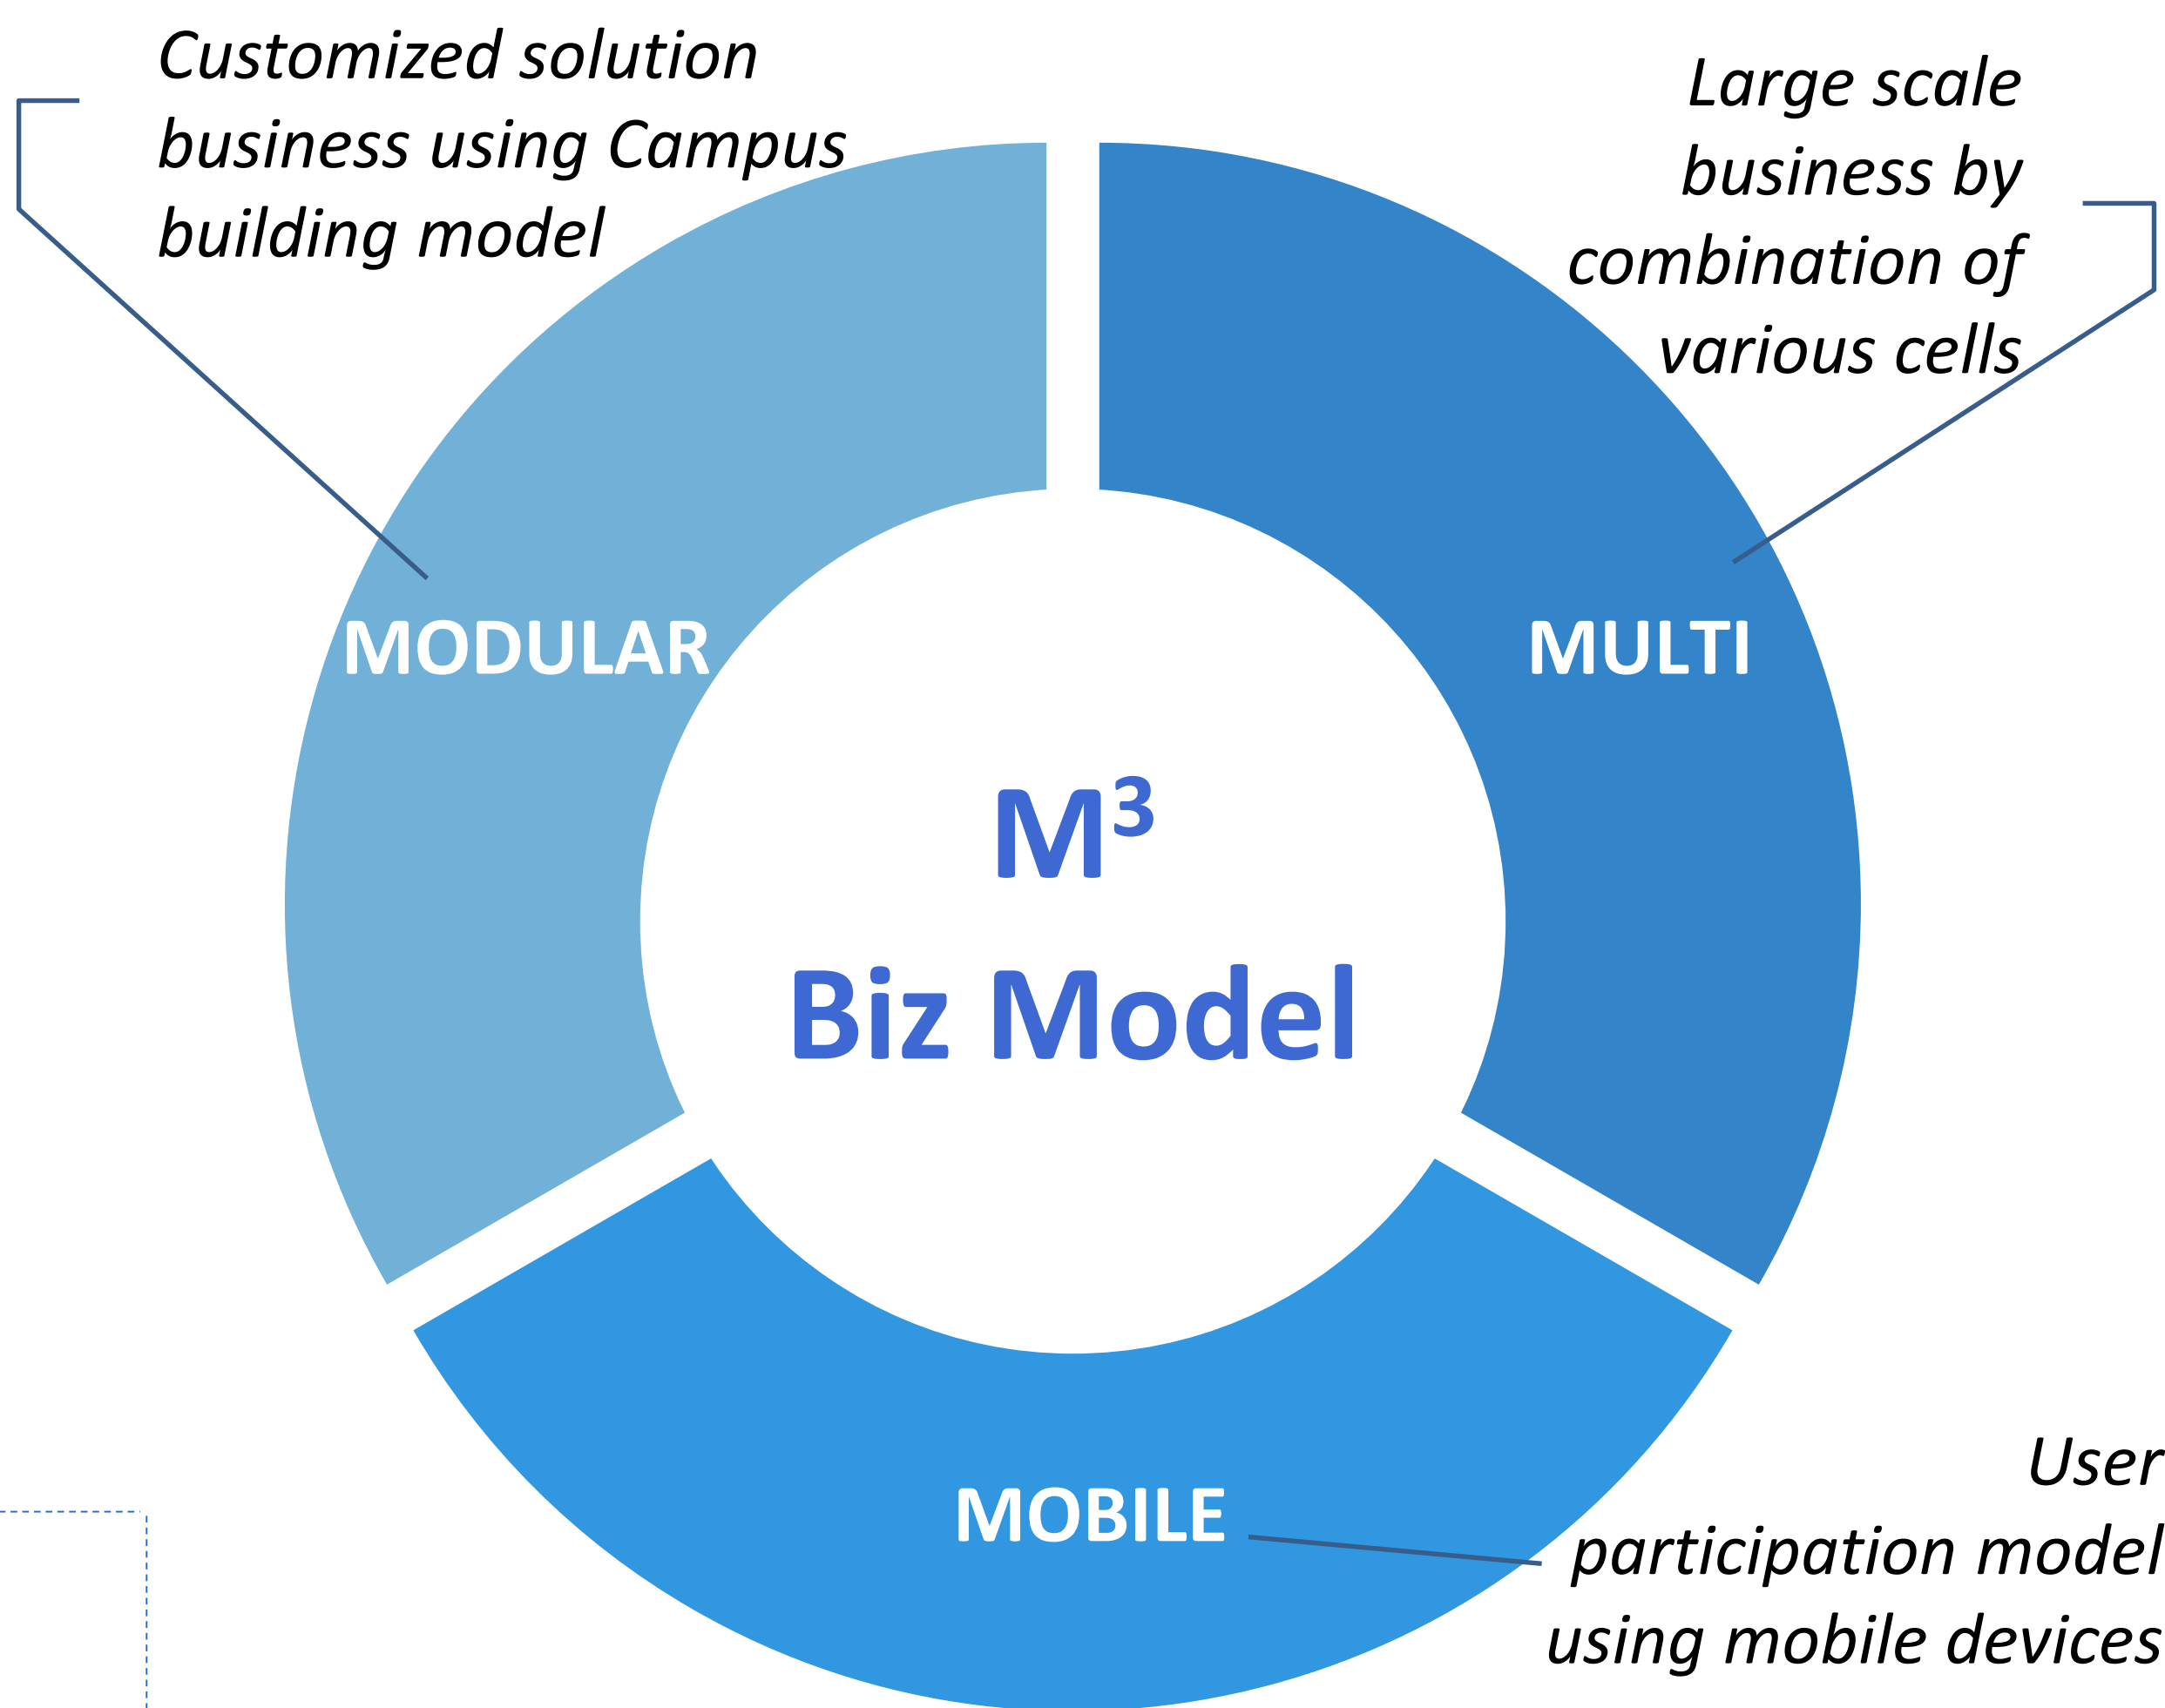 Customized solution
business using Campus
building model
Large scale
business by
combination of
various cells
MODULAR
MULTI
M³
Biz Model
MOBILE
User
participation model
using mobile devices